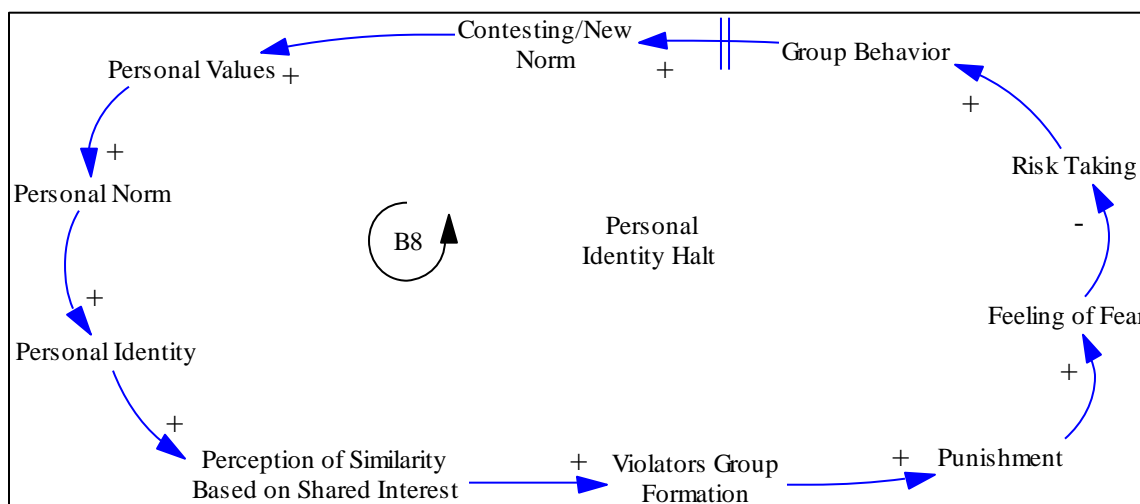 Contesting/New
Norm
+
Group Behavior
Personal Values
+
+
Risk Taking
+
Personal Norm
-
B8
Personal
Identity Halt
+
Feeling of Fear
Personal Identity
+
+
Perception of Similarity
Based on Shared Interest
+
Violators Group
Formation
+
Punishment